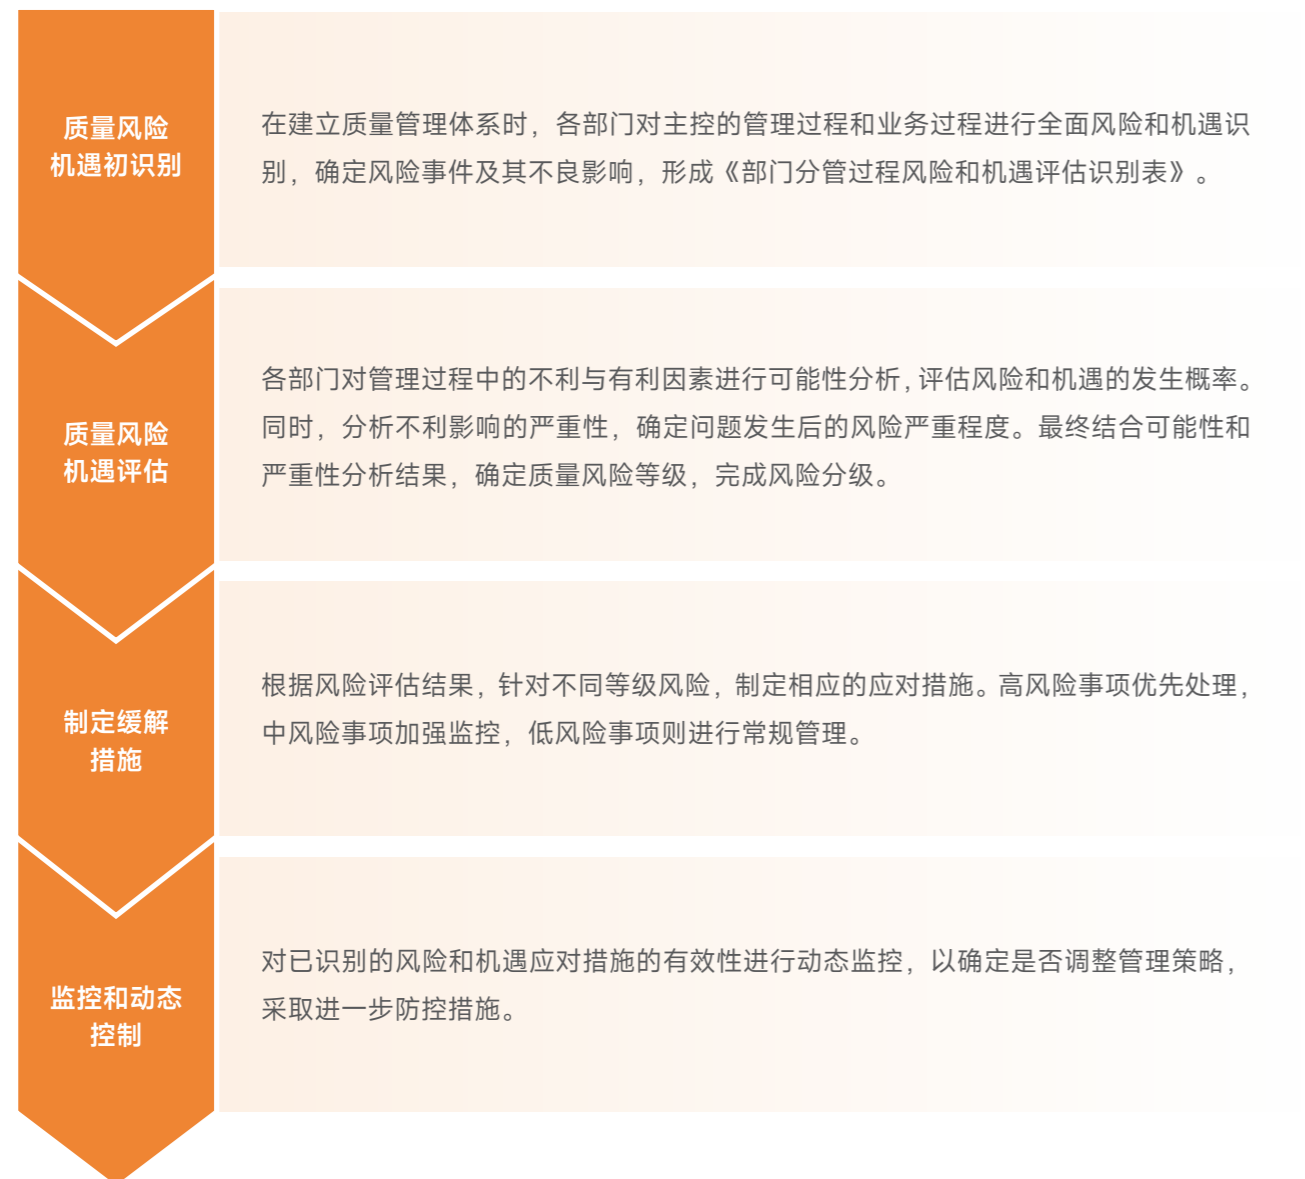 质量风险
机遇初识别
在建立质量管理体系时，各部门对主控的管理过程和业务过程进行全面风险和机遇识
别，确定风险事件及其不良影响，形成《部门分管过程风险和机遇评估识别表》。
质量风险
机遇评估
各部门对管理过程中的不利与有利因素进行可能性分析，评估风险和机遇的发生概率。
同时，分析不利影响的严重性，确定问题发生后的风险严重程度。最终结合可能性和
严重性分析结果，确定质量风险等级，完成风险分级。
制定缓解
措施
根据风险评估结果，针对不同等级风险，制定相应的应对措施。高风险事项优先处理，
中风险事项加强监控，低风险事项则进行常规管理。
监控和动态
控制
对已识别的风险和机遇应对措施的有效性进行动态监控，以确定是否调整管理策略，
采取进一步防控措施。